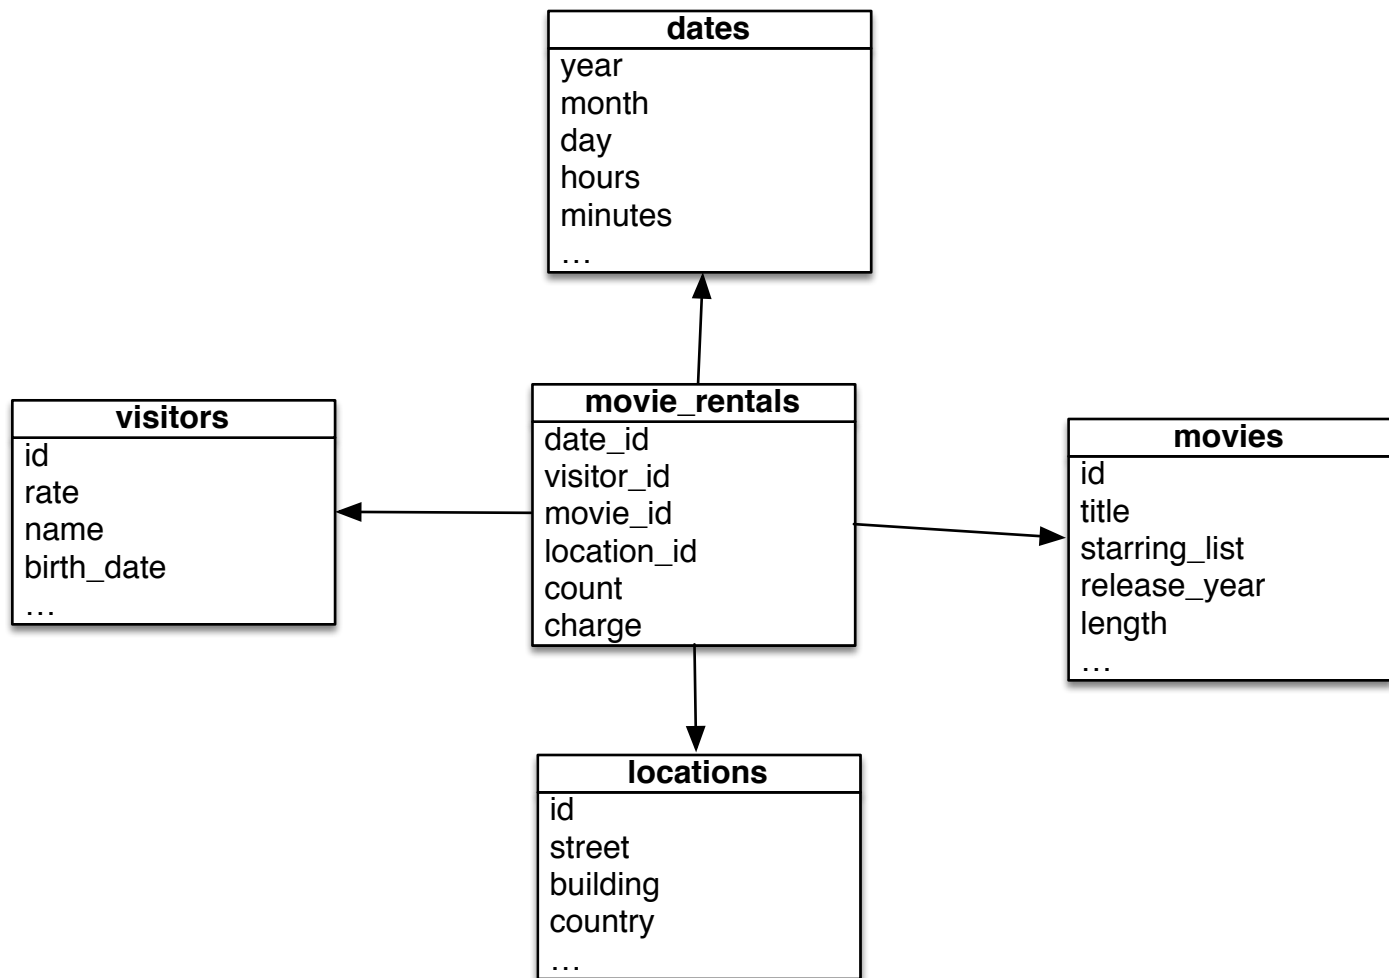 dates
year
month
day
hours
minutes
...
visitors
id
rate
name
birth_date
...
movie_rentals
date_id
visitor_id
movie_id
location_id
count
charge
movies
id
title
starring_list
release_year
length
...
locations
id
street
building
country
...